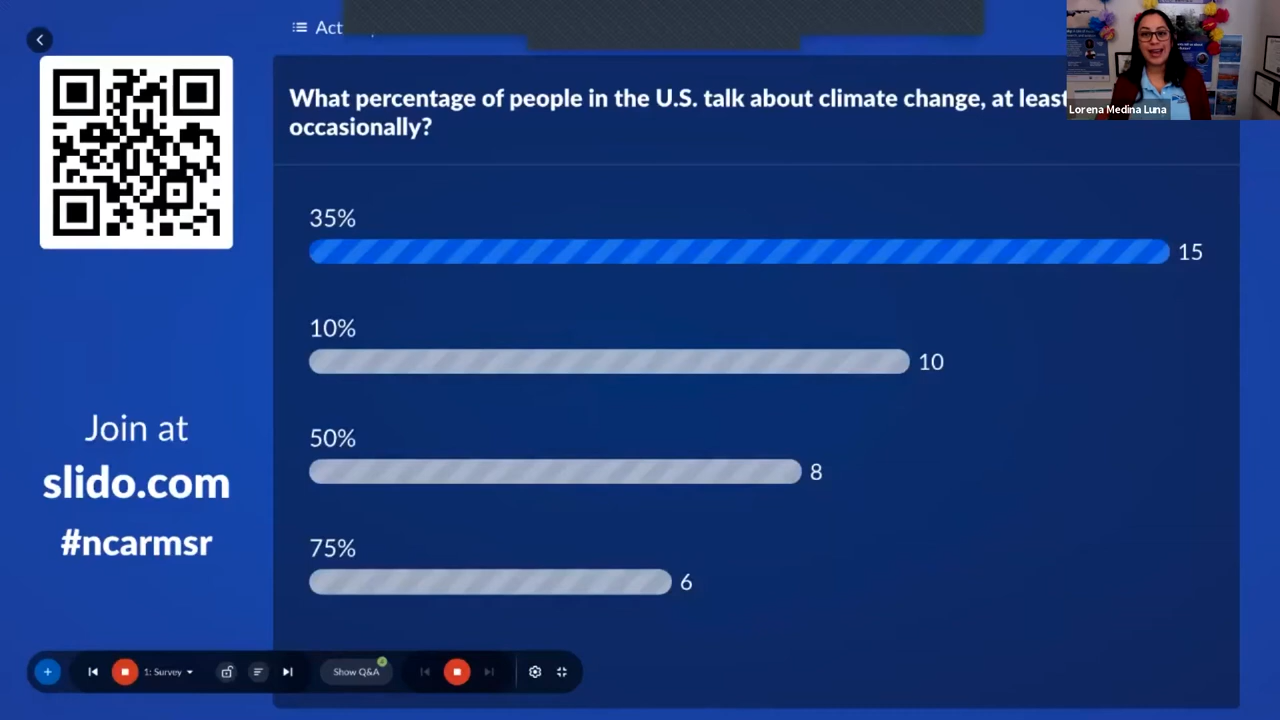 Act
What percentage of people in the U.S. talk about climate change, at least
occasionally?
Lorena Medina Luna
35%
15
10%
10
50%
8
75%
6
Join at
slido.com
#ncarmsr
1: Survey
Show Q&A